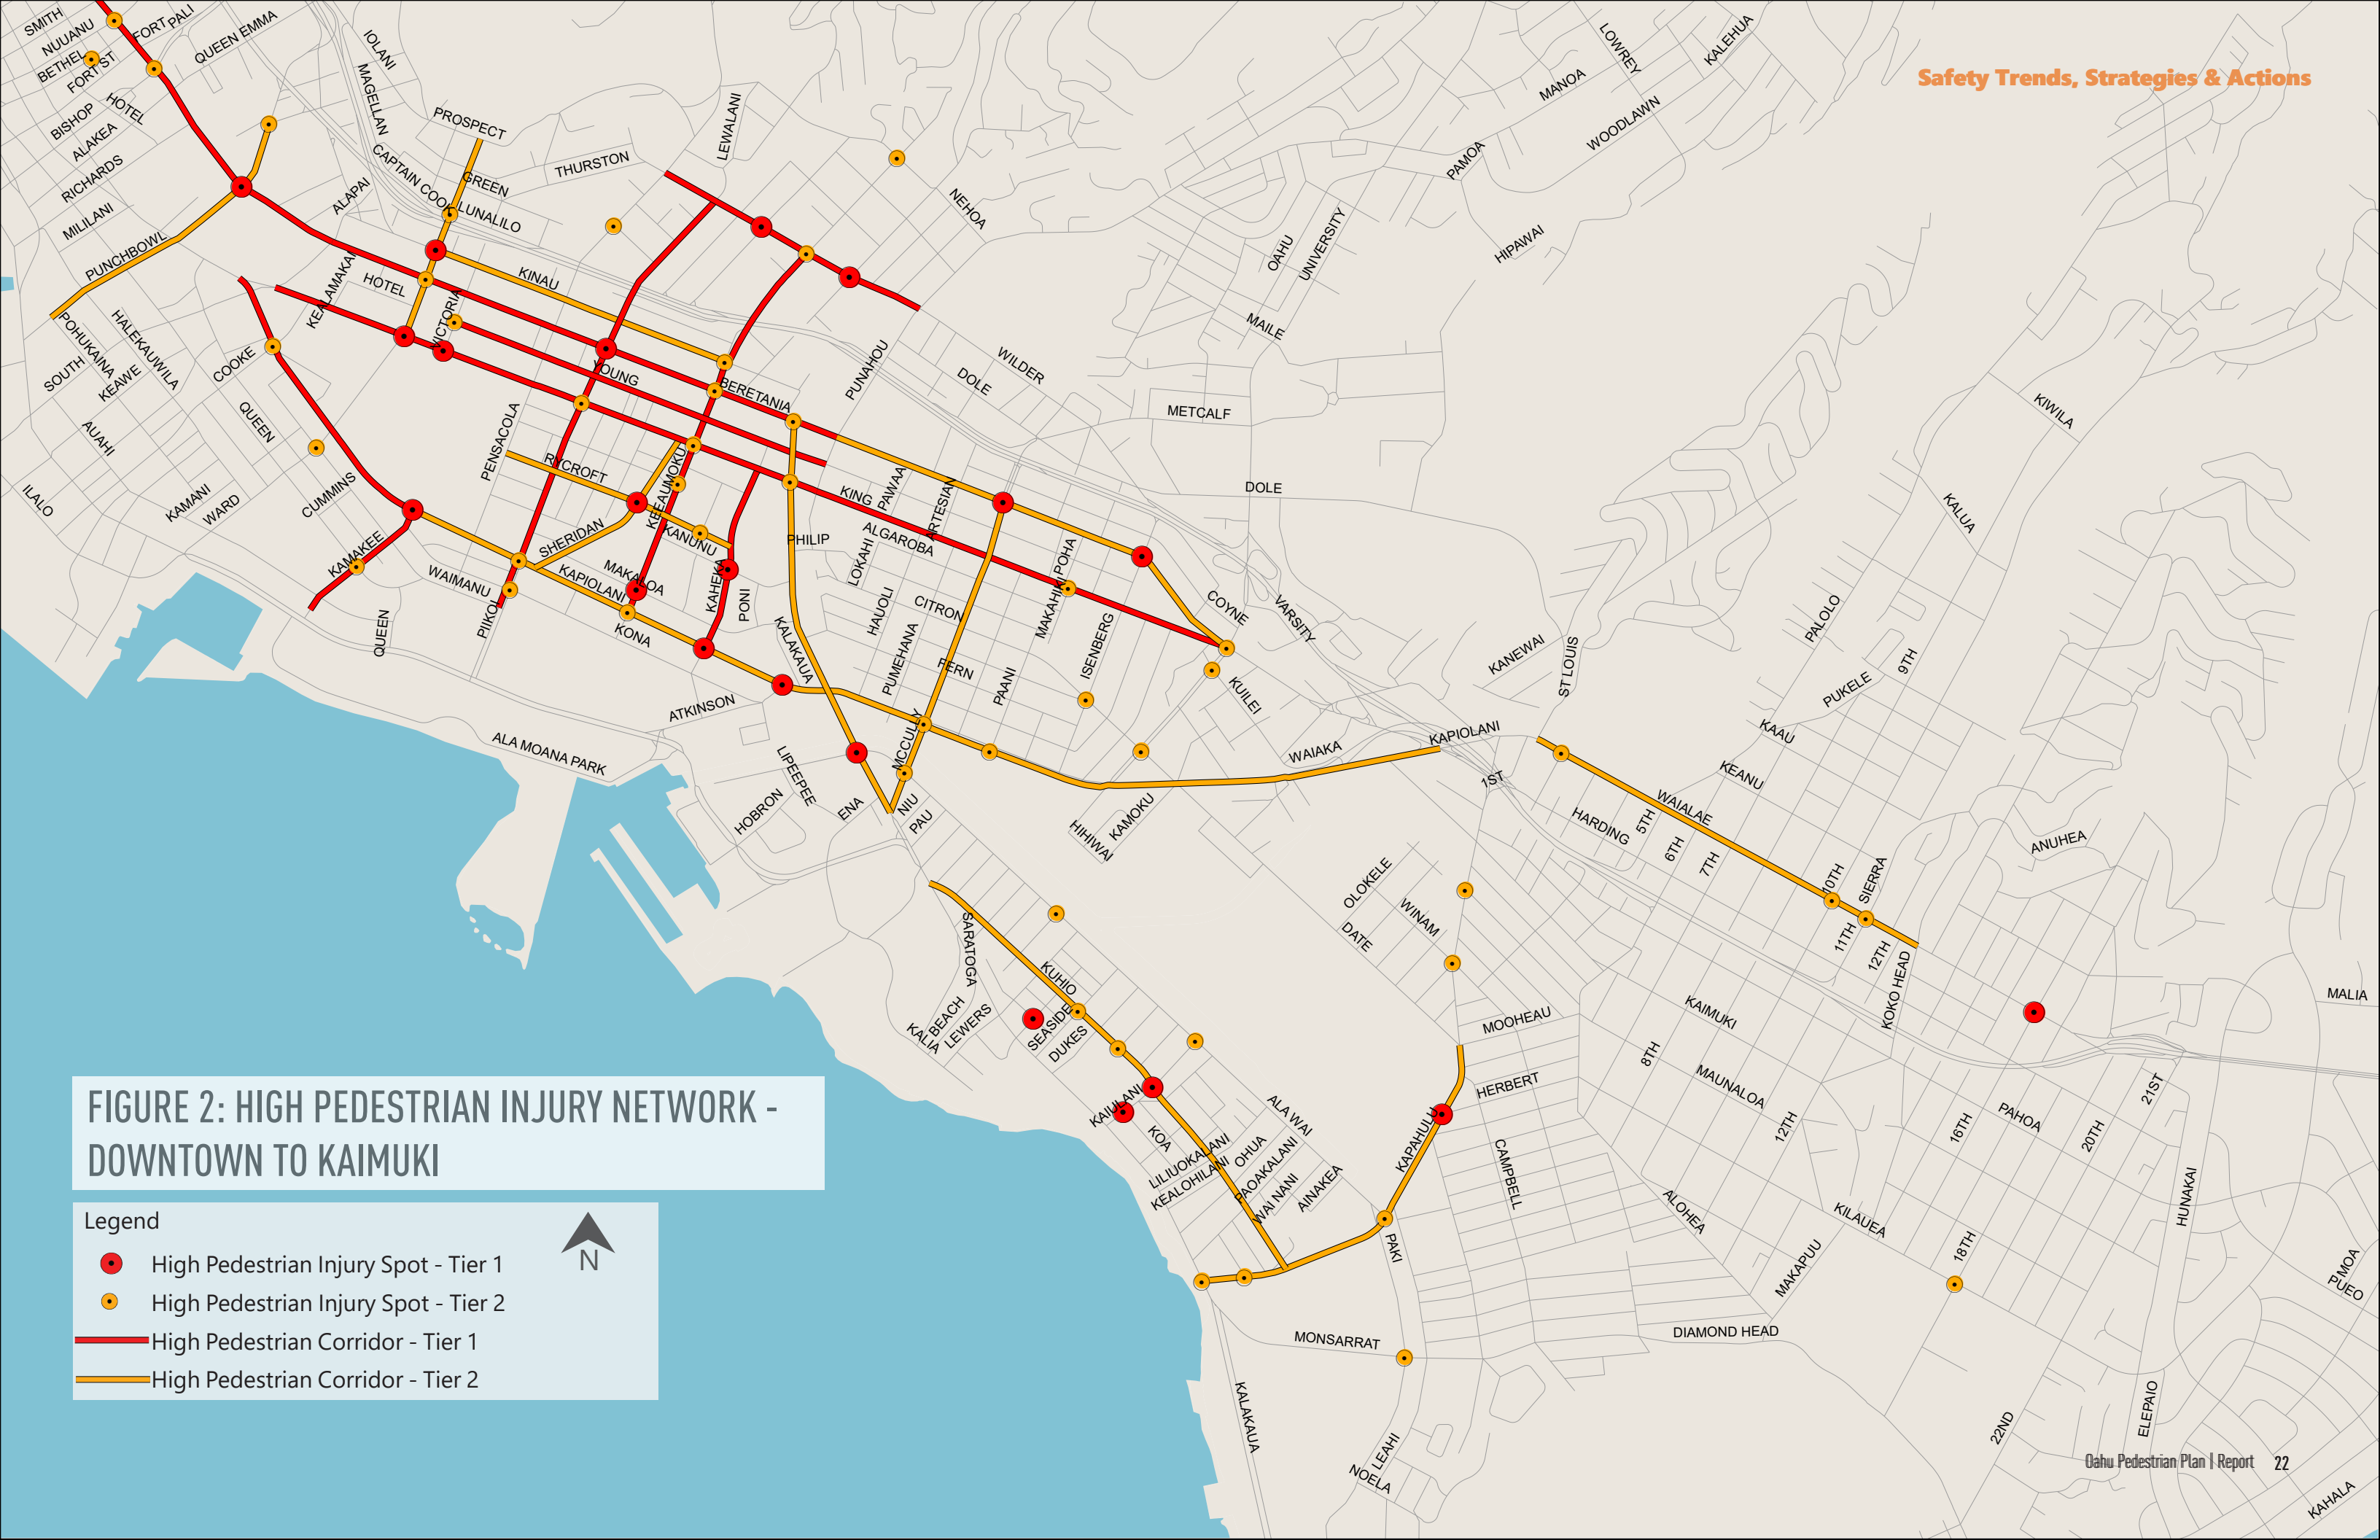 Safety Trends, Strategies & Actions
SMITH
NUUANU
BETHEL
FORT ST
FORT
PALI
QUEEN EMMA
IOLANI
MAGELLAN
HOTEL
BISHOP
ALAKEA
RICHARDS
MILILANI
PUNCHBOWL
PROSPECT
CAPTAIN COOK
GREEN
LUNALILO
THURSTON
LEWALANI
NEHOA
ALAPAI
KEALAMAKAI
HOTEL
VICTORIA
KINAU
YOUNG
BERETANIA
PUNAHOU
WILDER
DOLE
METCALF
DOLE
MAILE
OAHU
UNIVERSITY
LOWREY
KALEHUA
MANOA
WOODLAWN
PAMOA
HIPAWAI
POHUKAINA
HALEKAUWILA
SOUTH
KEAWE
COOKE
QUEEN
AUAHI
ILALO
KAMANI
WARD
CUMMINS
KAMAKEE
PENSACOLA
RYCROFT
KEEAUMOKU
SHERIDAN
KANUNU
MAKALOA
KAPIOLANI
KAHEKA
PONI
WAIMANU
PIIKOI
QUEEN
KONA
KING
PAWAA
ARTESIAN
ALGAROBA
PHILIP
LOKAHI
HAUOLI
CITRON
PUMEHANA
FERN
PAANI
MAKAHIKI
POHA
ISENBERG
COYNE
VARSITY
KUILEI
KALAKAUA
MCCULLY
ATKINSON
ALA MOANA PARK
LIPEEPEE
HOBRON
ENA
NIU
PAU
HIHIWAI
KAMOKU
WAIAKA
KAPIOLANI
KANEWAI
ST LOUIS
1ST
KIWILA
KALUA
PALOLO
9TH
PUKELE
KAAU
KEANU
WAIALAE
HARDING
5TH
6TH
7TH
10TH
SIERRA
11TH
12TH
KOKO HEAD
ANUHEA
MALIA
OLOKELE
WINAM
DATE
MOOHEAU
HERBERT
KAPAHULU
CAMPBELL
KAIMUKI
8TH
MAUNALOA
12TH
ALOHEA
MAKAPUU
KILAUEA
16TH
PAHOA
20TH
21ST
18TH
HUNAKAI
MOA
PUEO
SARATOGA
KUHIO
BEACH
KALIA
LEWERS
SEASIDE
DUKES
KAIULANI
KOA
LILIUOKALANI
KEALOHILANI
OHUA
PAOAKALANI
WAI NANI
AINAKEA
ALA WAI
PAKI
MONSARRAT
DIAMOND HEAD
KALAKAUA
LEAHI
NOELA
22ND
ELEPAIO
KAHALA
FIGURE 2: HIGH PEDESTRIAN INJURY NETWORK -
DOWNTOWN TO KAIMUKI
Legend
N
High Pedestrian Injury Spot - Tier 1
High Pedestrian Injury Spot - Tier 2
High Pedestrian Corridor - Tier 1
High Pedestrian Corridor - Tier 2
Oahu Pedestrian Plan | Report 22